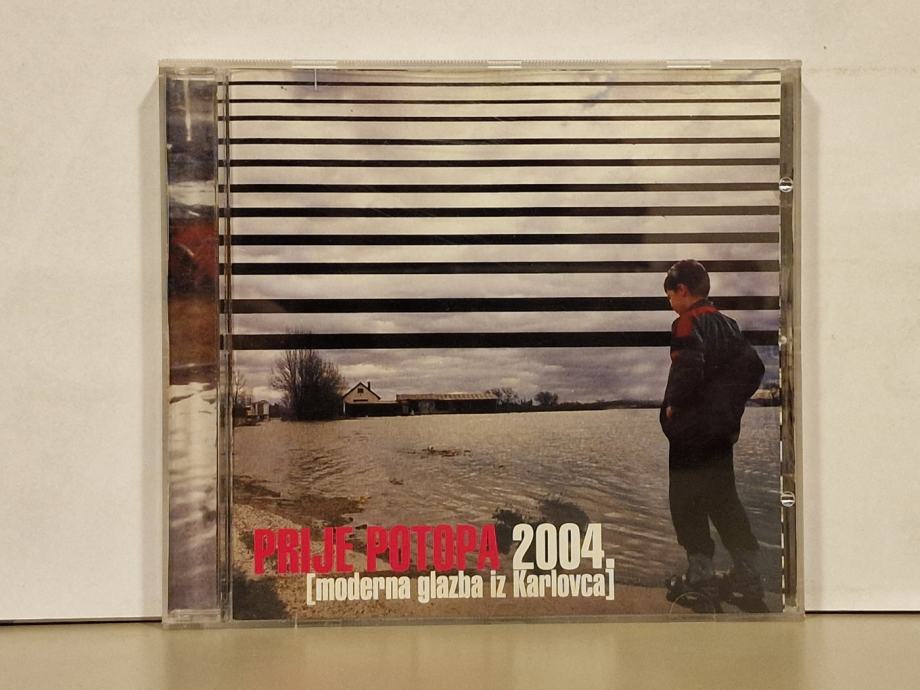 PRIJE POTOPA 2004.
[moderna glazba iz Karlovca]